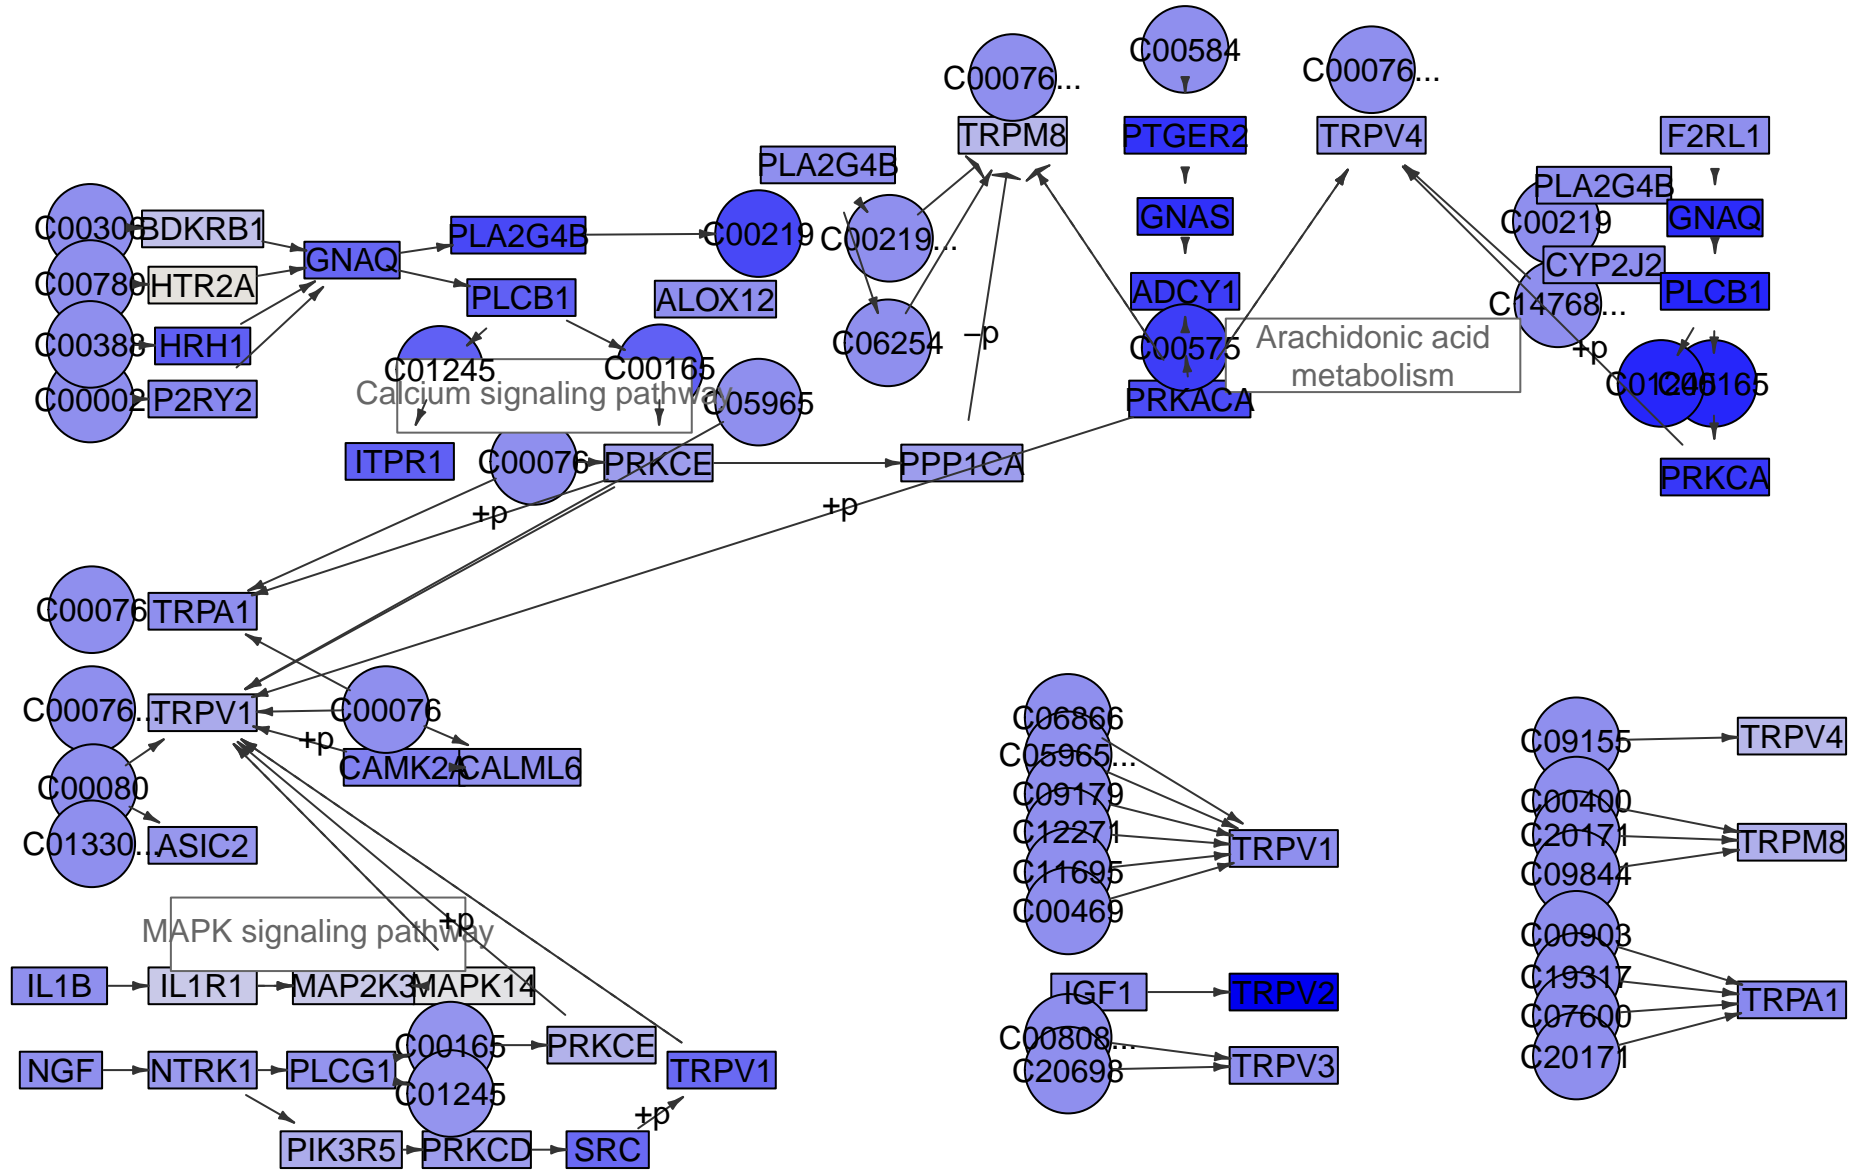 C00584
C00076...
C00076...
TRPM8
PTGER2
TRPV4
F2RL1
PLA2G4B
PLA2G4B
C00219
GNAS
GNAQ
BDKRB1
PLA2G4B
C00219
C00219...
GNAQ
CYP2J2
C00780
HTR2A
PLCB1
ALOX12
ADCY1
C14768...
PLCB1
C00388
HRH1
C06254
–p
C00575
Arachidonic acid
metabolism
+p
C01245
C00165
Calcium signaling pathway
C00002
P2RY2
C05965
PRKACA
C01245
C00165
ITPR1
C00076
PRKCE
PPP1CA
PRKCA
+p
+p
C00076
TRPA1
C00076...
TRPV1
C00076
+p
CAMK2A
CALML6
C00080
C01330...
ASIC2
C06866
C05965...
C09179
C12271
C11695
C00469
TRPV1
C09155
TRPV4
C00400
C20171
C09844
TRPM8
C00903
C19317
C07600
C20171
TRPA1
+p
MAPK signaling pathway
IL1B
IL1R1
MAP2K3
MAPK14
IGF1
TRPV2
C00808...
C20698
TRPV3
C00165
PRKCE
NGF
NTRK1
PLCG1
C01245
TRPV1
+p
PIK3R5
PRKCD
SRC